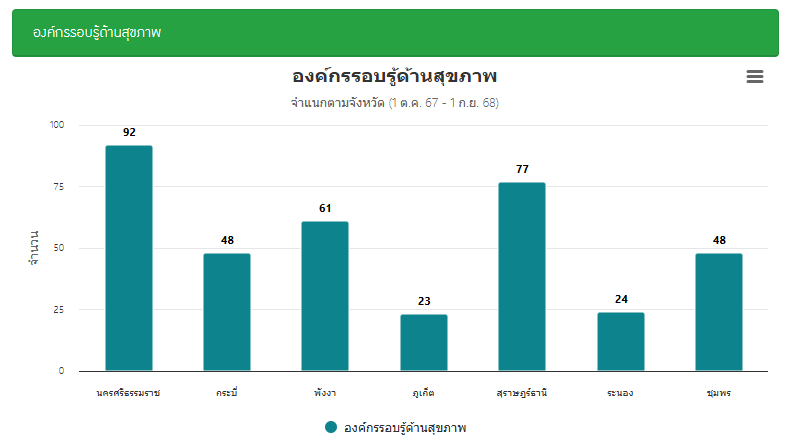 องค์กรรอบรู้ด้านสุขภาพ
องค์กรรอบรู้ด้านสุขภาพ
จำแนกตามจังหวัด (1 ต.ค. 67 - 1 ก.ย. 68)
จำนวน
100
75
50
25
0
92
48
61
23
77
24
48
นครศรีธรรมราช
กระบี่
พังงา
ภูเก็ต
สุราษฎร์ธานี
ระนอง
ชุมพร
องค์กรรอบรู้ด้านสุขภาพ